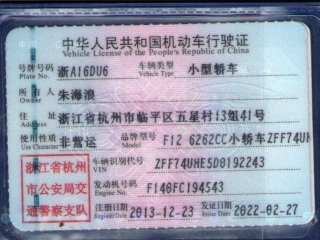 中华人民共和国机动车行驶证
Vehicle License of the People's Republic of China
号牌号码 浙A16DU6 车辆类型 小型轿车
Plate No. Vehicle Type
所有人 朱海浪
Owner
住址 浙江省杭州市临平区五星村13组41号
Address
使用性质 非营运 品牌型号 F12 6262CC小轿车ZFF74UH
Use Character
浙江省杭州
市公安局交
通警察支队
车辆识别代号 ZFF74UHE5D0192243
VIN
发动机号码 F140FC194543
Engine No.
注册日期 2013-12-23 发证日期 2022-02-27
Register Date Issue Date